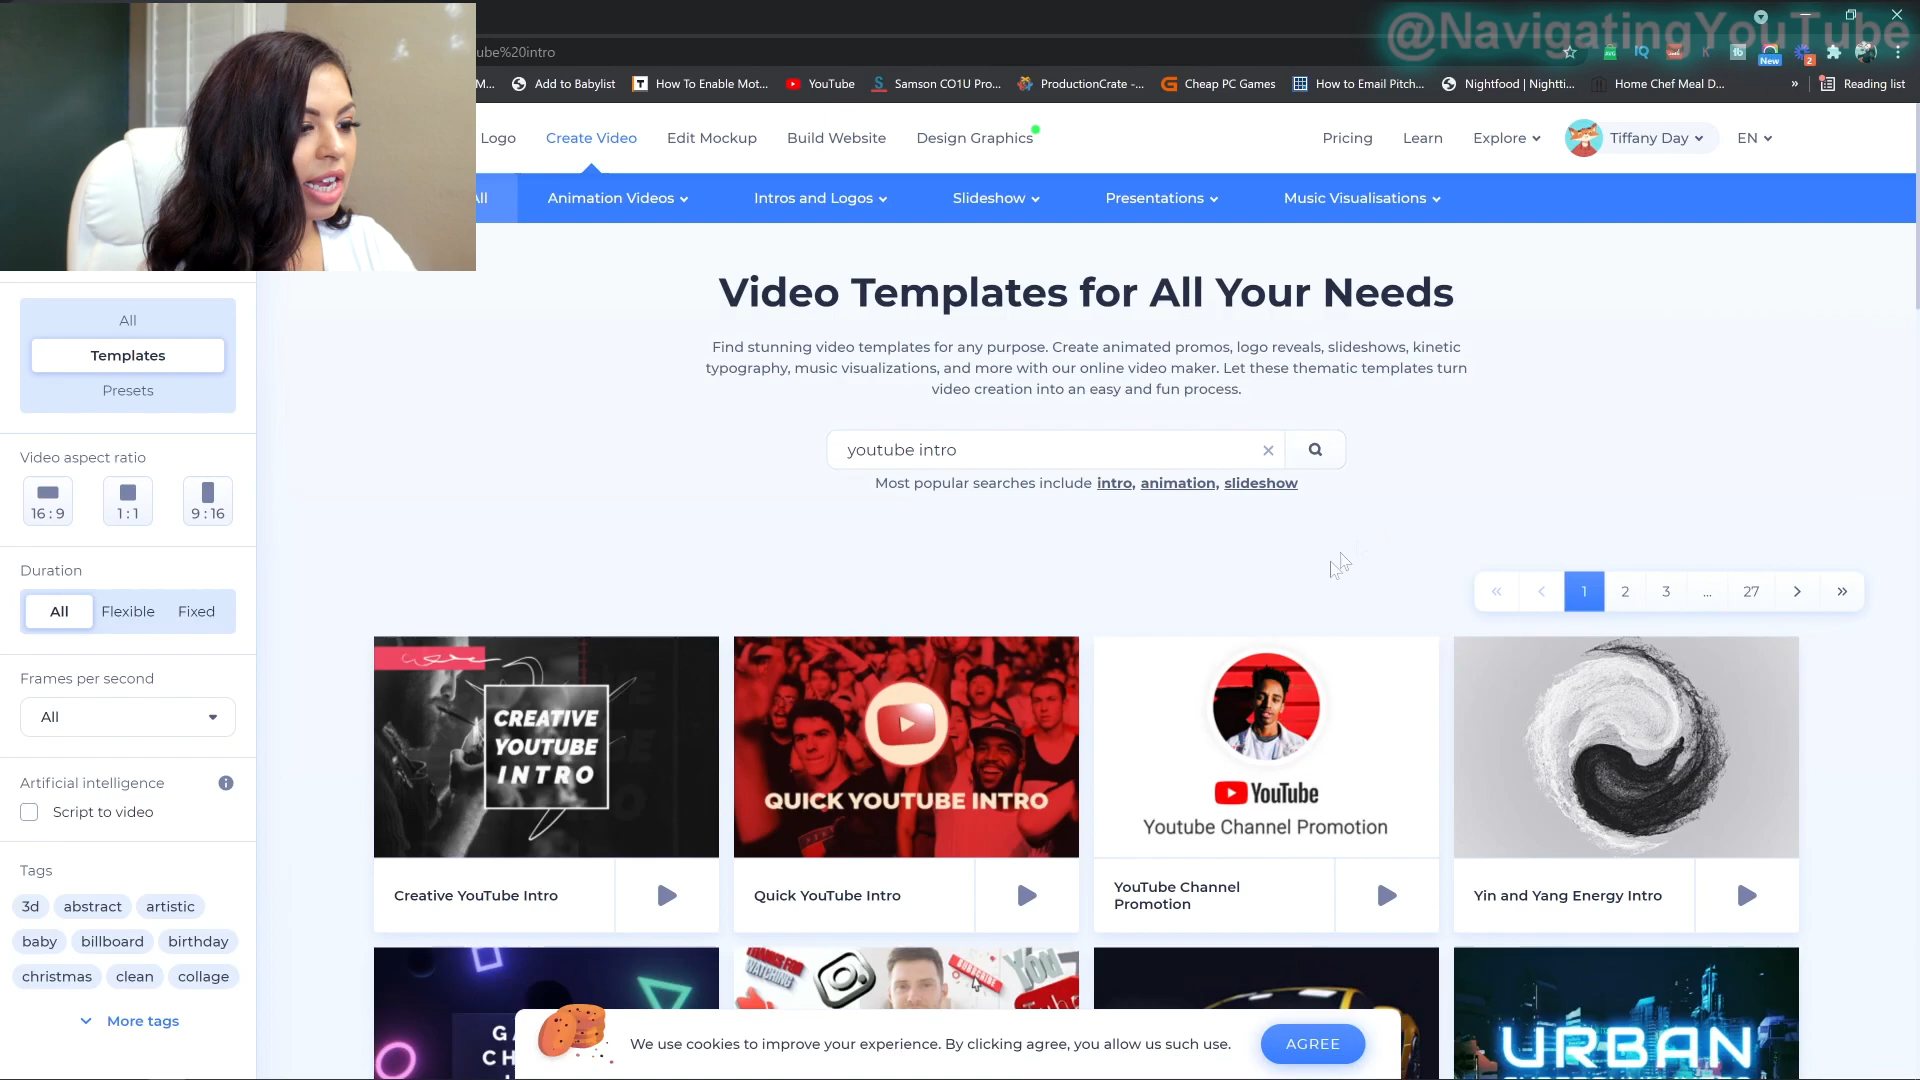 @NavigatingYouTube
ube%20intro
New
2
M...
Add to Babylist
How To Enable Mot...
YouTube
Samson CO1U Pro...
ProductionCrate -...
Cheap PC Games
How to Email Pitch...
Nightfood | Nightti...
Home Chef Meal D...
»
Reading list
Logo
Create Video
Edit Mockup
Build Website
Design Graphics
Pricing
Learn
Explore
Tiffany Day
EN
Animation Videos
Intros and Logos
Slideshow
Presentations
Music Visualisations
Video Templates for All Your Needs
Find stunning video templates for any purpose. Create animated promos, logo reveals, slideshows, kinetic
typography, music visualizations, and more with our online video maker. Let these thematic templates turn
video creation into an easy and fun process.
youtube intro
Most popular searches include intro, animation, slideshow
All
Templates
Presets
Video aspect ratio
16 : 9
1 : 1
9 : 16
Duration
All
Flexible
Fixed
Frames per second
All
Artificial intelligence
Script to video
Tags
3d
abstract
artistic
baby
billboard
birthday
christmas
clean
collage
More tags
« ‹ 1 2 3 ... 27 › »
CREATIVE
YOUTUBE
INTRO
QUICK YOUTUBE INTRO
YouTube
Youtube Channel Promotion
Creative YouTube Intro
Quick YouTube Intro
YouTube Channel
Promotion
Yin and Yang Energy Intro
THANKS FOR
WATCHING
SUBSCRIBE
You
URBAN
We use cookies to improve your experience. By clicking agree, you allow us such use.
AGREE